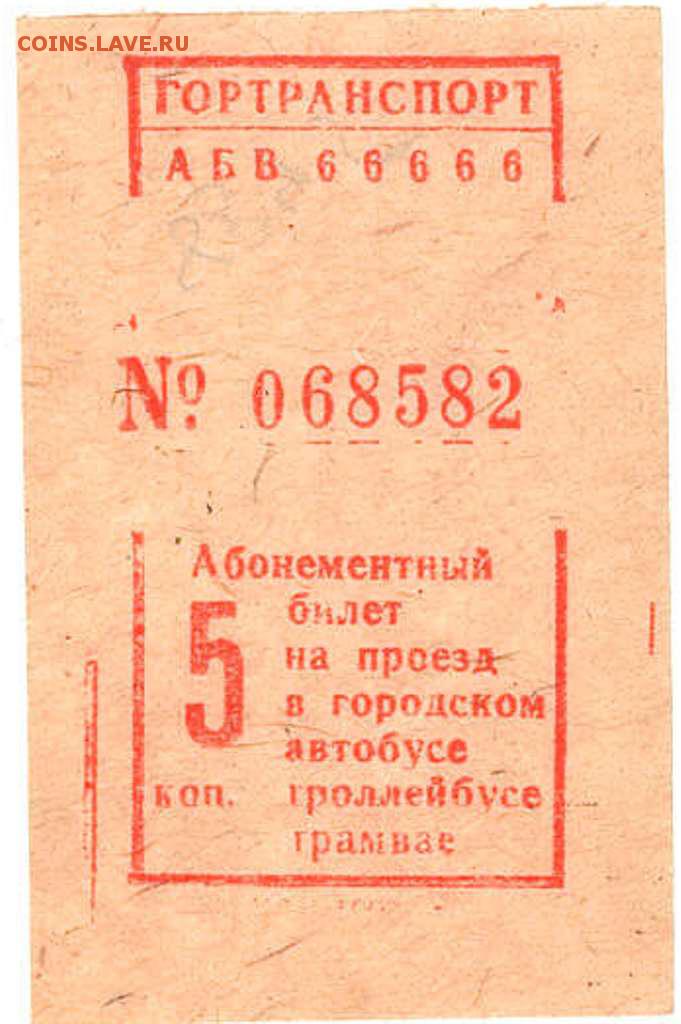 COINS.LAVE.RU
ГОРТРАНСПОРТ
АБВ 66666
№ 068582
Абонементный
5 билет
на проезд
в городском
автобусе
коп. троллейбусе
трамвае